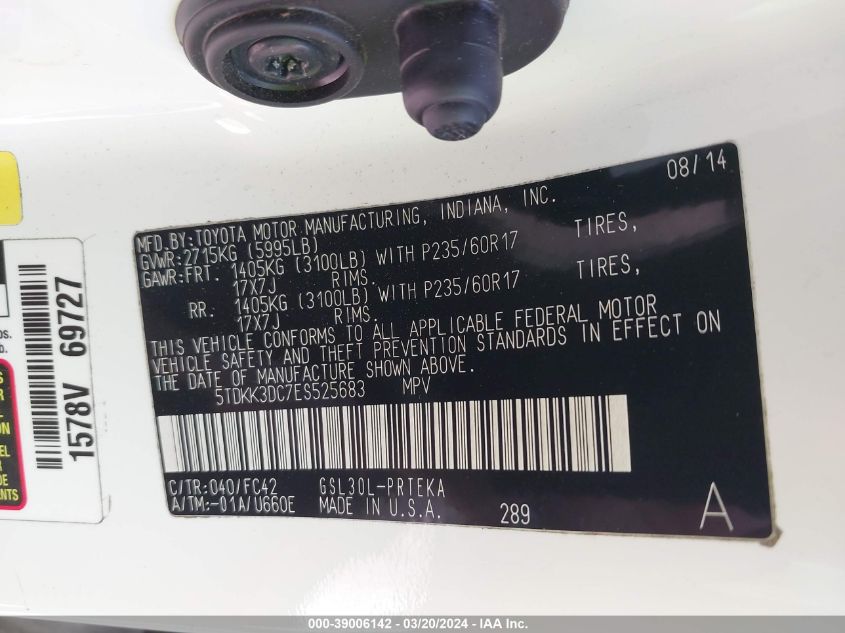 08/14
MFD.BY:TOYOTA MOTOR MANUFACTURING, INDIANA, INC.
GVWR:2715KG (5995LB)
GAWR:FRT. 1405KG (3100LB) WITH P235/60R17 TIRES,
17X7J RIMS.
RR. 1405KG (3100LB) WITH P235/60R17 TIRES,
17X7J RIMS.
THIS VEHICLE CONFORMS TO ALL APPLICABLE FEDERAL MOTOR
VEHICLE SAFETY AND THEFT PREVENTION STANDARDS IN EFFECT ON
THE DATE OF MANUFACTURE SHOWN ABOVE.
5TDKK3DC7ES525683 MPV
C/TR:040/FC42 GSL30L-PRTEKA
A/TM:-01A/U660E MADE IN U.S.A. 289 A
1578V 69727
STOCK: 39006142 — 03/20/2024 — IAA Inc.